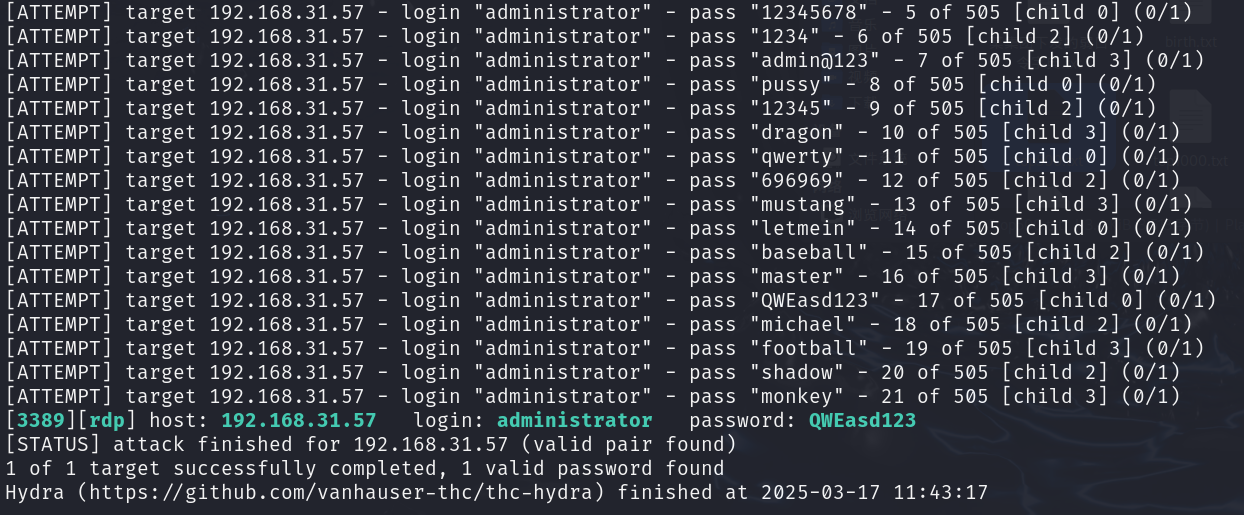 [ATTEMPT] target 192.168.31.57 - login "administrator" - pass "12345678" - 5 of 505 [child 0] (0/1)
[ATTEMPT] target 192.168.31.57 - login "administrator" - pass "1234" - 6 of 505 [child 2] (0/1)
[ATTEMPT] target 192.168.31.57 - login "administrator" - pass "admin@123" - 7 of 505 [child 3] (0/1)
[ATTEMPT] target 192.168.31.57 - login "administrator" - pass "pussy" - 8 of 505 [child 0] (0/1)
[ATTEMPT] target 192.168.31.57 - login "administrator" - pass "12345" - 9 of 505 [child 2] (0/1)
[ATTEMPT] target 192.168.31.57 - login "administrator" - pass "dragon" - 10 of 505 [child 3] (0/1)
[ATTEMPT] target 192.168.31.57 - login "administrator" - pass "qwerty" - 11 of 505 [child 0] (0/1)
[ATTEMPT] target 192.168.31.57 - login "administrator" - pass "696969" - 12 of 505 [child 2] (0/1)
[ATTEMPT] target 192.168.31.57 - login "administrator" - pass "mustang" - 13 of 505 [child 3] (0/1)
[ATTEMPT] target 192.168.31.57 - login "administrator" - pass "letmein" - 14 of 505 [child 0] (0/1)
[ATTEMPT] target 192.168.31.57 - login "administrator" - pass "baseball" - 15 of 505 [child 2] (0/1)
[ATTEMPT] target 192.168.31.57 - login "administrator" - pass "master" - 16 of 505 [child 3] (0/1)
[ATTEMPT] target 192.168.31.57 - login "administrator" - pass "QWEasd123" - 17 of 505 [child 0] (0/1)
[ATTEMPT] target 192.168.31.57 - login "administrator" - pass "michael" - 18 of 505 [child 2] (0/1)
[ATTEMPT] target 192.168.31.57 - login "administrator" - pass "football" - 19 of 505 [child 3] (0/1)
[ATTEMPT] target 192.168.31.57 - login "administrator" - pass "shadow" - 20 of 505 [child 2] (0/1)
[ATTEMPT] target 192.168.31.57 - login "administrator" - pass "monkey" - 21 of 505 [child 3] (0/1)
[3389][rdp] host: 192.168.31.57   login: administrator   password: QWEasd123
[STATUS] attack finished for 192.168.31.57 (valid pair found)
1 of 1 target successfully completed, 1 valid password found
Hydra (https://github.com/vanhauser-thc/thc-hydra) finished at 2025-03-17 11:43:17